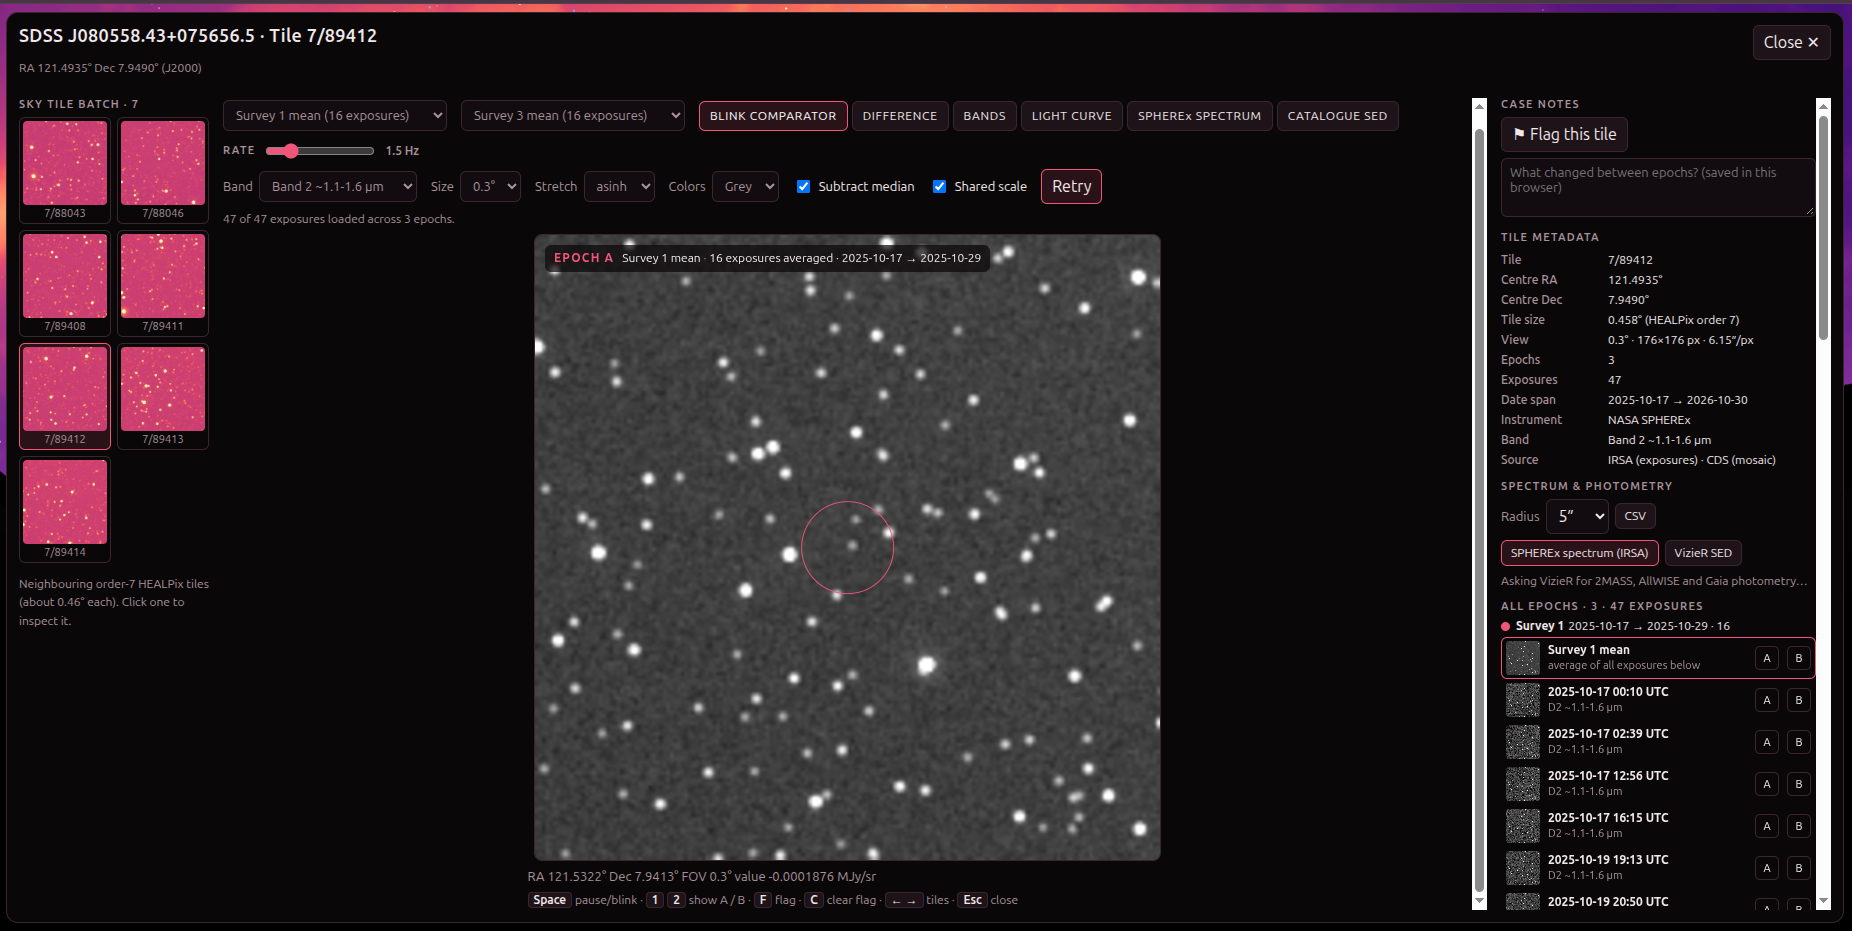 SDSS J080558.43+075656.5 · Tile 7/89412
Close ✕
RA 121.4935° Dec 7.9490° (J2000)
SKY TILE BATCH · 7
7/88043
7/88046
7/89408
7/89411
7/89412
7/89413
7/89414
Neighbouring order-7 HEALPix tiles
(about 0.46° each). Click one to
inspect it.
Survey 1 mean (16 exposures)
Survey 3 mean (16 exposures)
BLINK COMPARATOR
DIFFERENCE
BANDS
LIGHT CURVE
SPHEREx SPECTRUM
CATALOGUE SED
RATE
1.5 Hz
Band
Band 2 ~1.1-1.6 µm
Size
0.3°
Stretch
asinh
Colors
Grey
Subtract median
Shared scale
Retry
47 of 47 exposures loaded across 3 epochs.
EPOCH A Survey 1 mean · 16 exposures averaged · 2025-10-17 → 2025-10-29
RA 121.5322° Dec 7.9413° FOV 0.3° value -0.0001876 MJy/sr
Space pause/blink · 1 2 show A / B · F flag · C clear flag · ← → tiles · Esc close
CASE NOTES
⚑ Flag this tile
What changed between epochs? (saved in this
browser)
TILE METADATA
Tile 7/89412
Centre RA 121.4935°
Centre Dec 7.9490°
Tile size 0.458° (HEALPix order 7)
View 0.3° · 176×176 px · 6.15″/px
Epochs 3
Exposures 47
Date span 2025-10-17 → 2026-10-30
Instrument NASA SPHEREx
Band Band 2 ~1.1-1.6 µm
Source IRSA (exposures) · CDS (mosaic)
SPECTRUM & PHOTOMETRY
Radius
5″
CSV
SPHEREx spectrum (IRSA)
VizieR SED
Asking VizieR for 2MASS, AllWISE and Gaia photometry…
ALL EPOCHS · 3 · 47 EXPOSURES
Survey 1 2025-10-17 → 2025-10-29 · 16
Survey 1 mean
average of all exposures below
A B
2025-10-17 00:10 UTC
D2 ~1.1-1.6 µm
A B
2025-10-17 02:39 UTC
D2 ~1.1-1.6 µm
A B
2025-10-17 12:56 UTC
D2 ~1.1-1.6 µm
A B
2025-10-17 16:15 UTC
D2 ~1.1-1.6 µm
A B
2025-10-19 19:13 UTC
D2 ~1.1-1.6 µm
A B
2025-10-19 20:50 UTC
A B